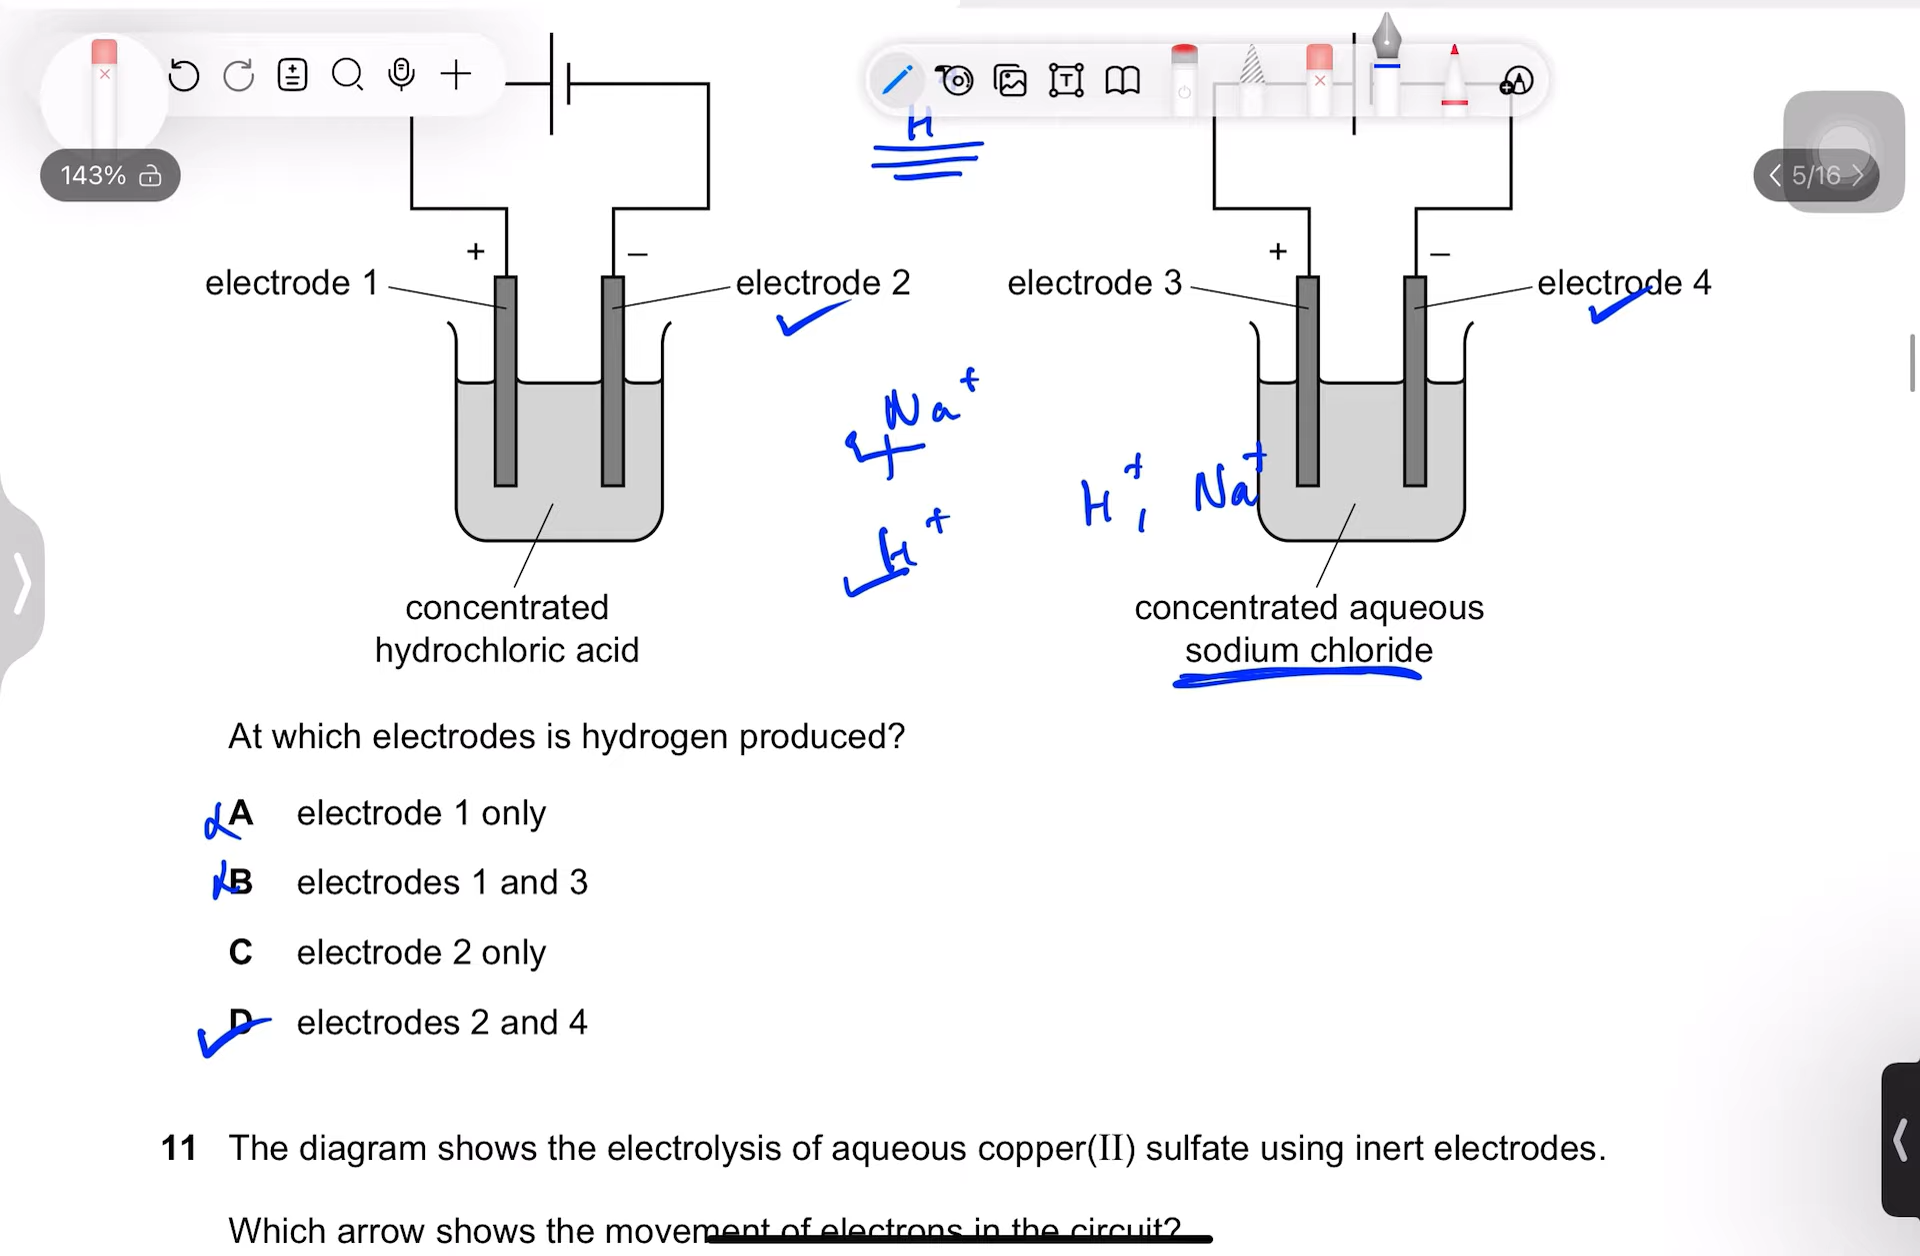 143%
H
5/16
+
–
+
–
electrode 1
electrode 2
electrode 3
electrode 4
Na+
H+
H+, Na+
concentrated
hydrochloric acid
concentrated aqueous
sodium chloride
At which electrodes is hydrogen produced?
A electrode 1 only
B electrodes 1 and 3
C electrode 2 only
D electrodes 2 and 4
11 The diagram shows the electrolysis of aqueous copper(II) sulfate using inert electrodes.
Which arrow shows the movement of electrons in the circuit?